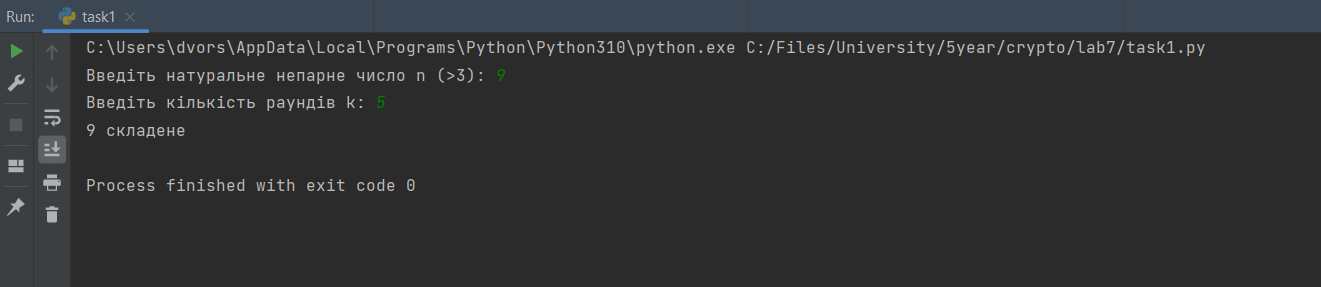 Run: task1
C:\Users\dvors\AppData\Local\Programs\Python\Python310\python.exe C:/Files/University/5year/crypto/lab7/task1.py
Введіть натуральне непарне число n (>3): 9
Введіть кількість раундів k: 5
9 складене
Process finished with exit code 0